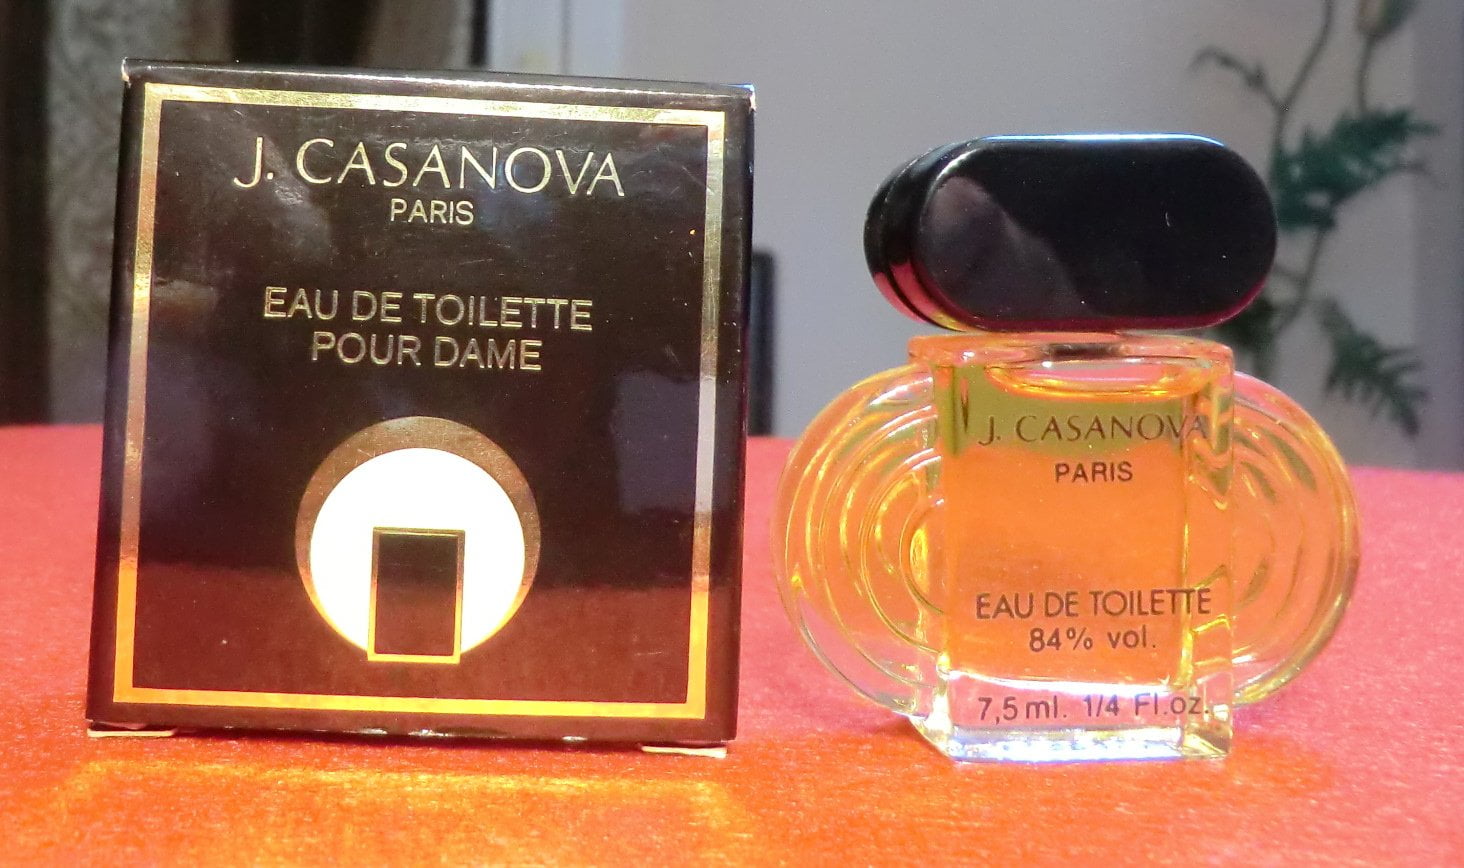 J. CASANOVA
PARIS
EAU DE TOILETTE
POUR DAME
J. CASANOVA
PARIS
EAU DE TOILETTE
84% vol.
7,5 ml. 1/4 Fl.oz.